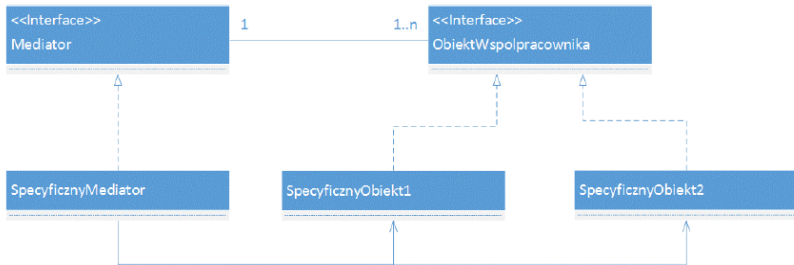 <<Interface>>
Mediator
1
1..n
<<Interface>>
ObiektWspolpracownika
SpecyficznyMediator
SpecyficznyObiekt1
SpecyficznyObiekt2